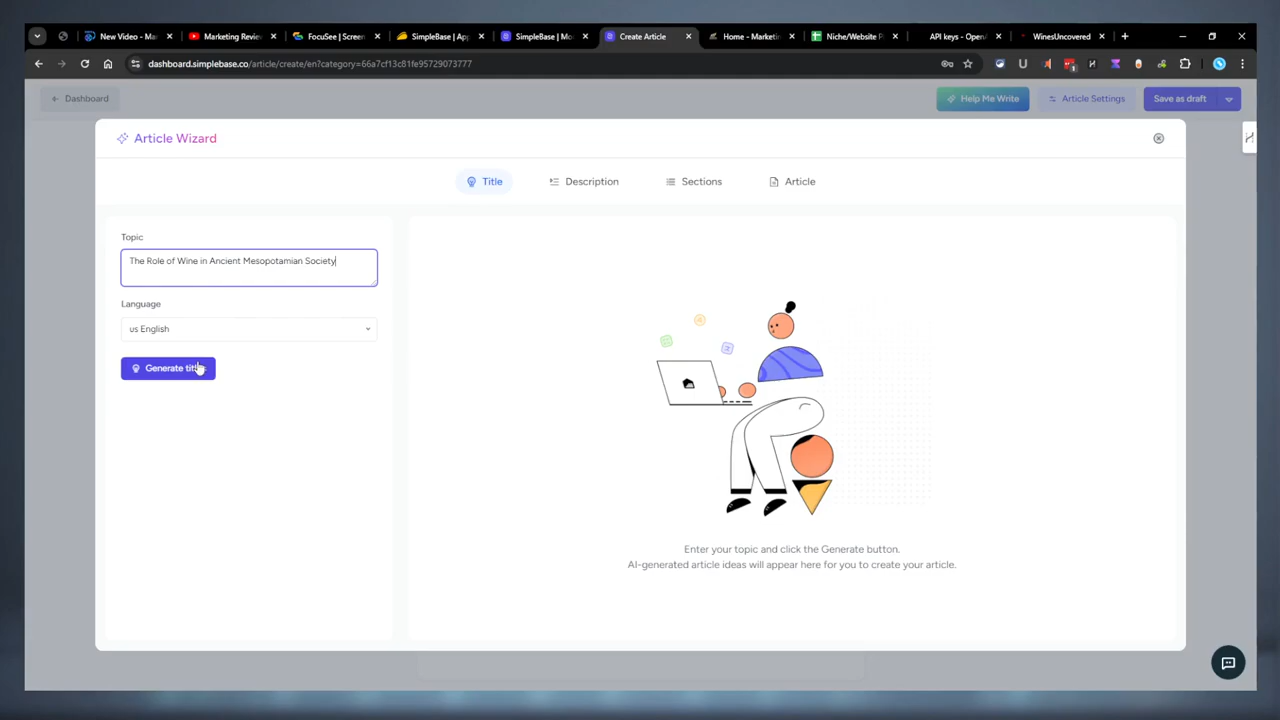 New Video - Ma
Marketing Revie
FocuSee | Screen
SimpleBase | App
SimpleBase | Mo
Create Article
Home - Marketin
Niche/Website P
API keys - OpenA
WinesUncovered
dashboard.simplebase.co/article/create/en?category=66a7cf13c81fe95729073777
Dashboard
Help Me Write
Article Settings
Save as draft
Article Wizard
Title
Description
Sections
Article
Topic
The Role of Wine in Ancient Mesopotamian Society
Language
us English
Generate title
Enter your topic and click the Generate button.
AI-generated article ideas will appear here for you to create your article.